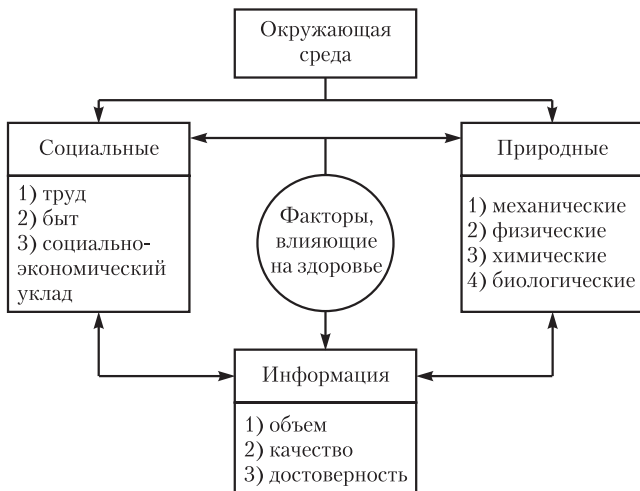 Окружающая
среда
Социальные
1) труд
2) быт
3) социально-
экономический
уклад
Факторы,
влияющие
на здоровье
Природные
1) механические
2) физические
3) химические
4) биологические
Информация
1) объем
2) качество
3) достоверность